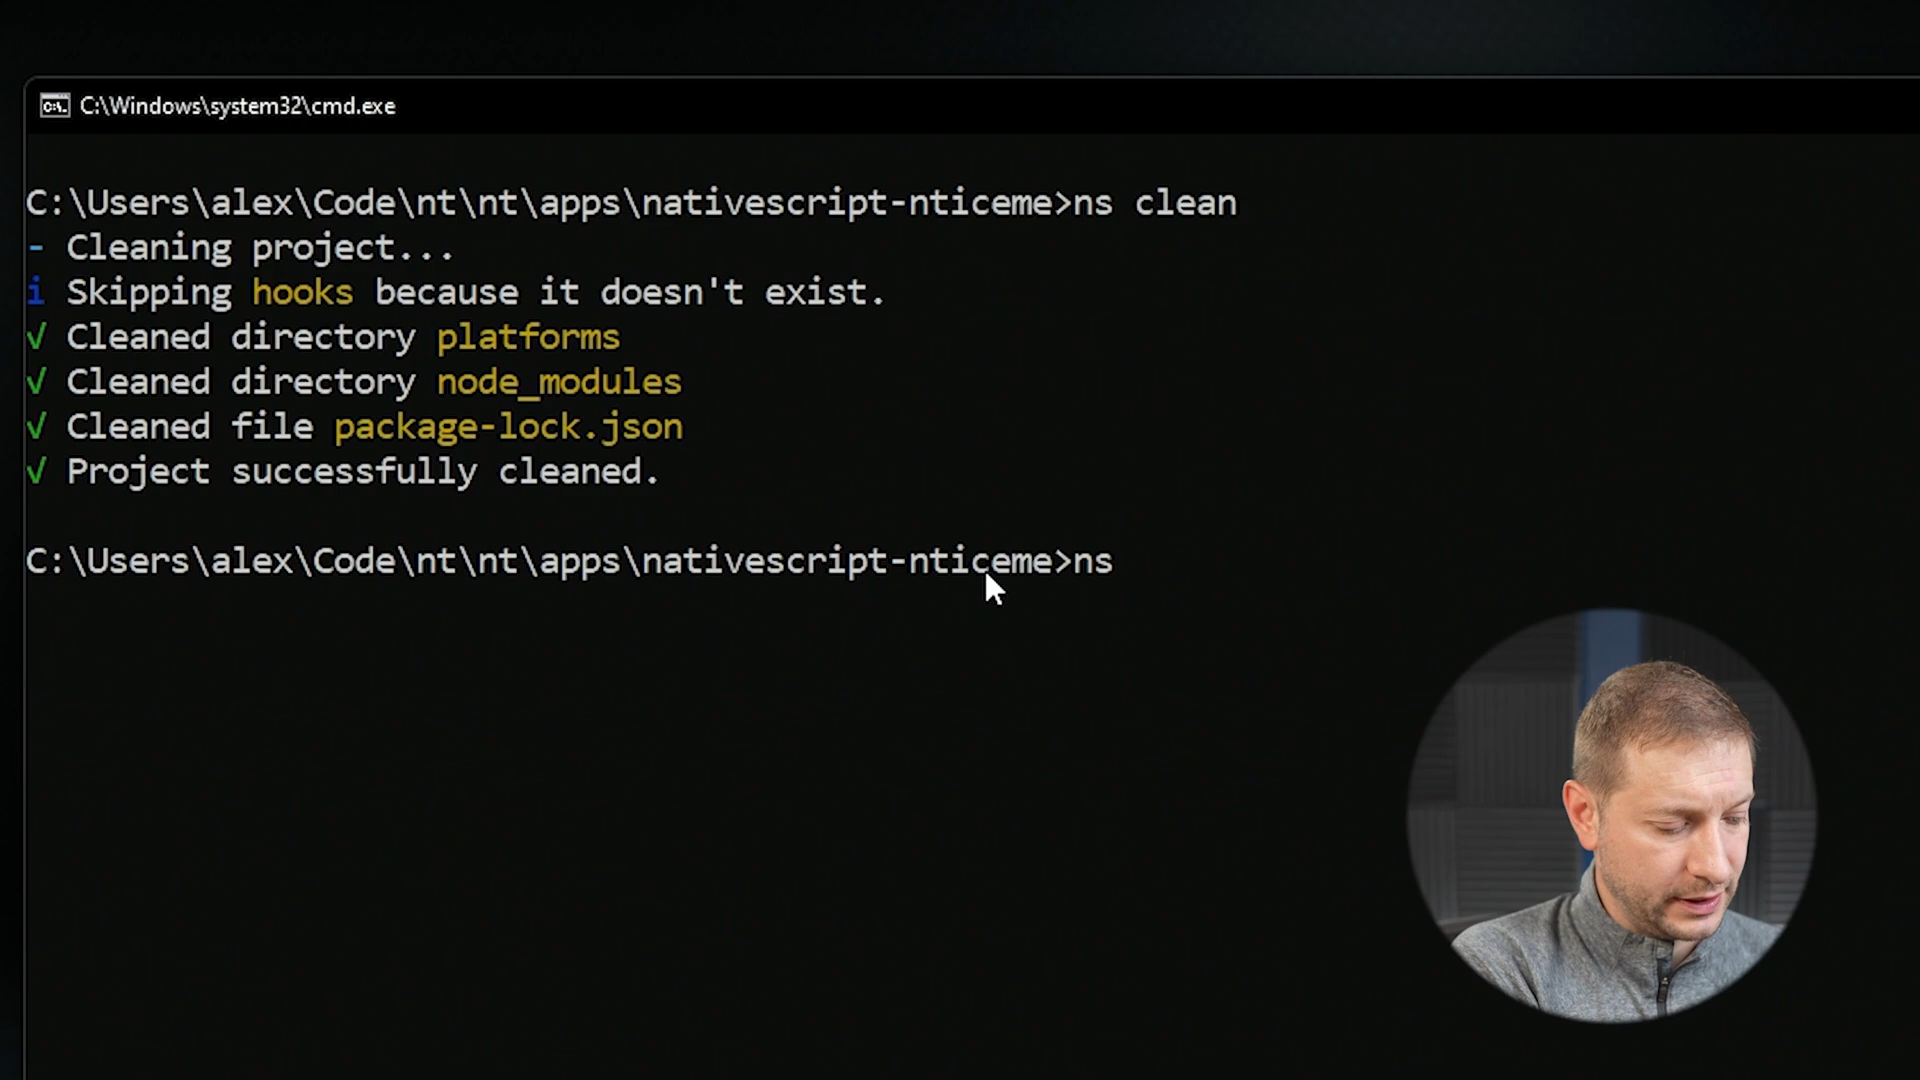 C:\Windows\system32\cmd.exe
C:\Users\alex\Code\nt\nt\apps\nativescript-nticeme>ns clean
- Cleaning project...
i Skipping hooks because it doesn't exist.
√ Cleaned directory platforms
√ Cleaned directory node_modules
√ Cleaned file package-lock.json
√ Project successfully cleaned.
C:\Users\alex\Code\nt\nt\apps\nativescript-nticeme>ns